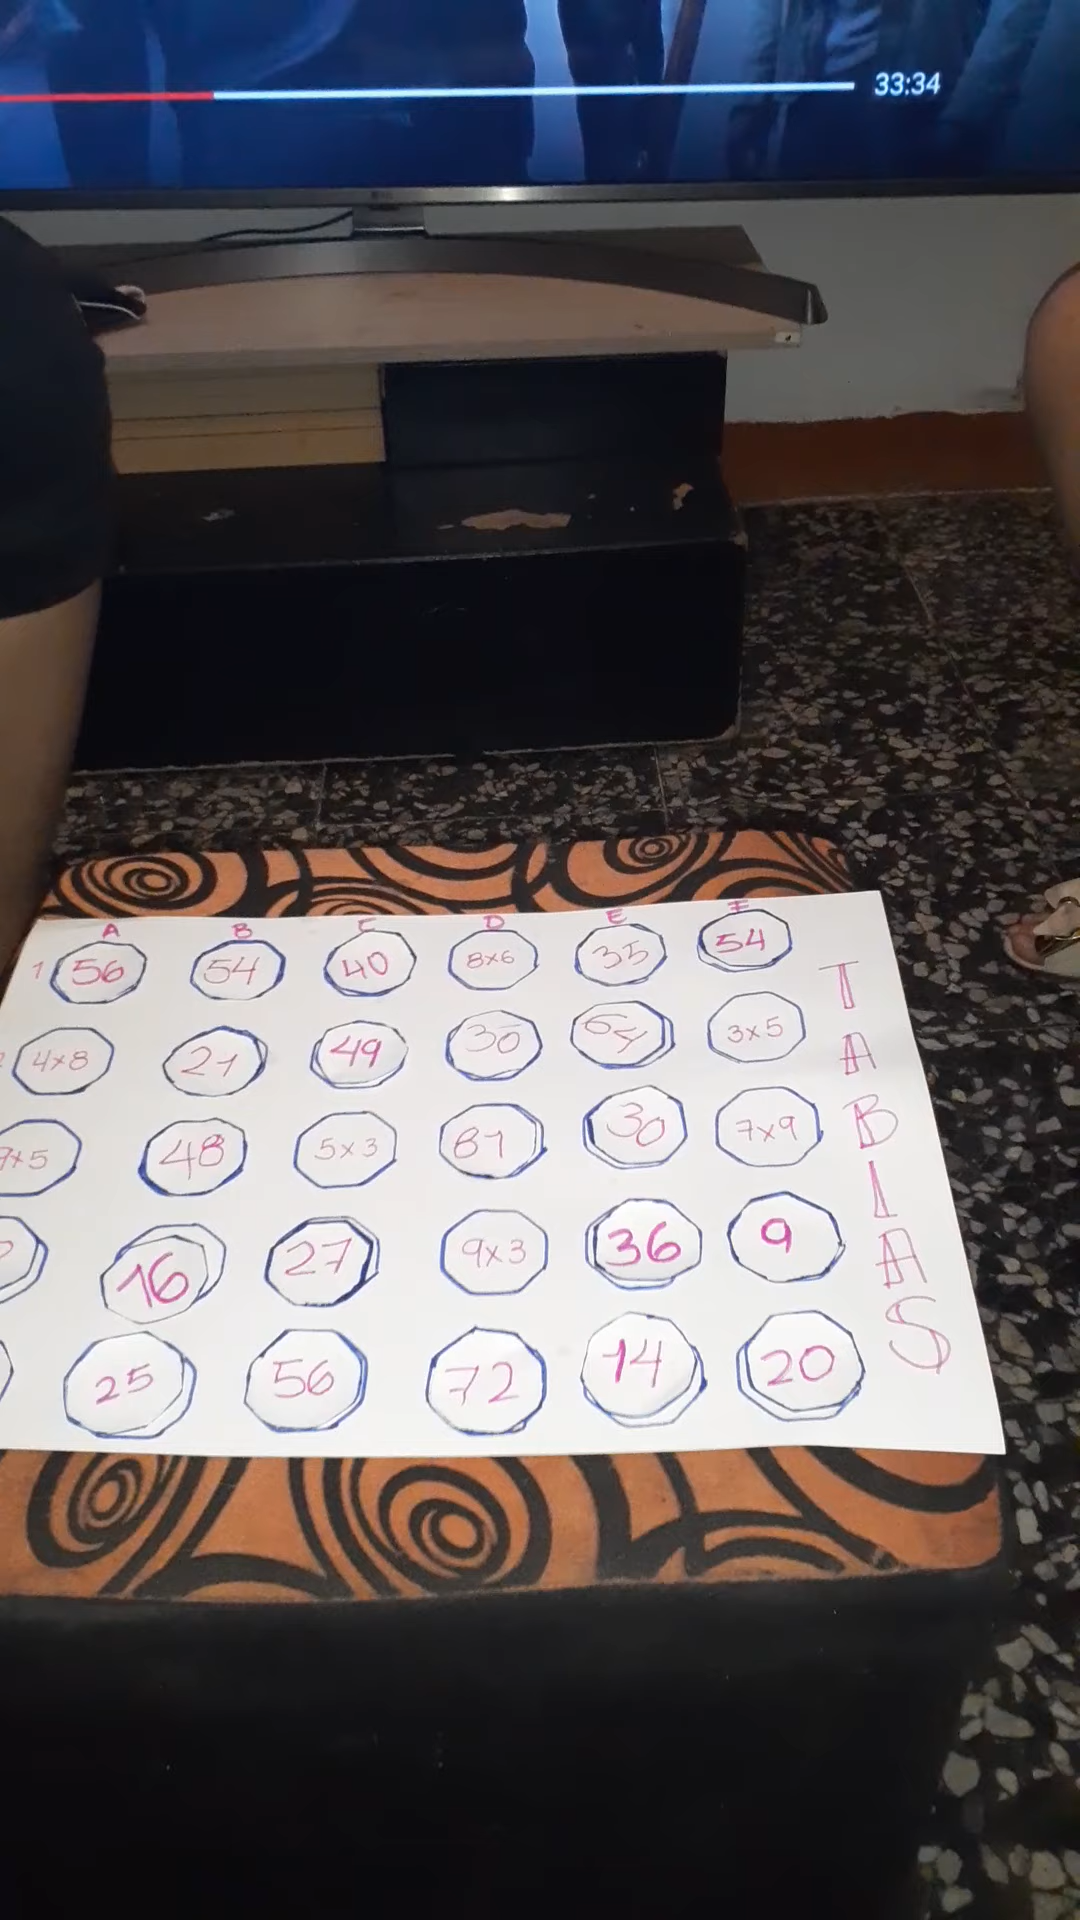 33:34
A B C D E F
1 56 54 40 8x6 35 54
4x8 21 49 30 64 3x5
7x5 48 5x3 81 30 7x9
16 27 9x3 36 9
25 56 72 14 20
TABLAS